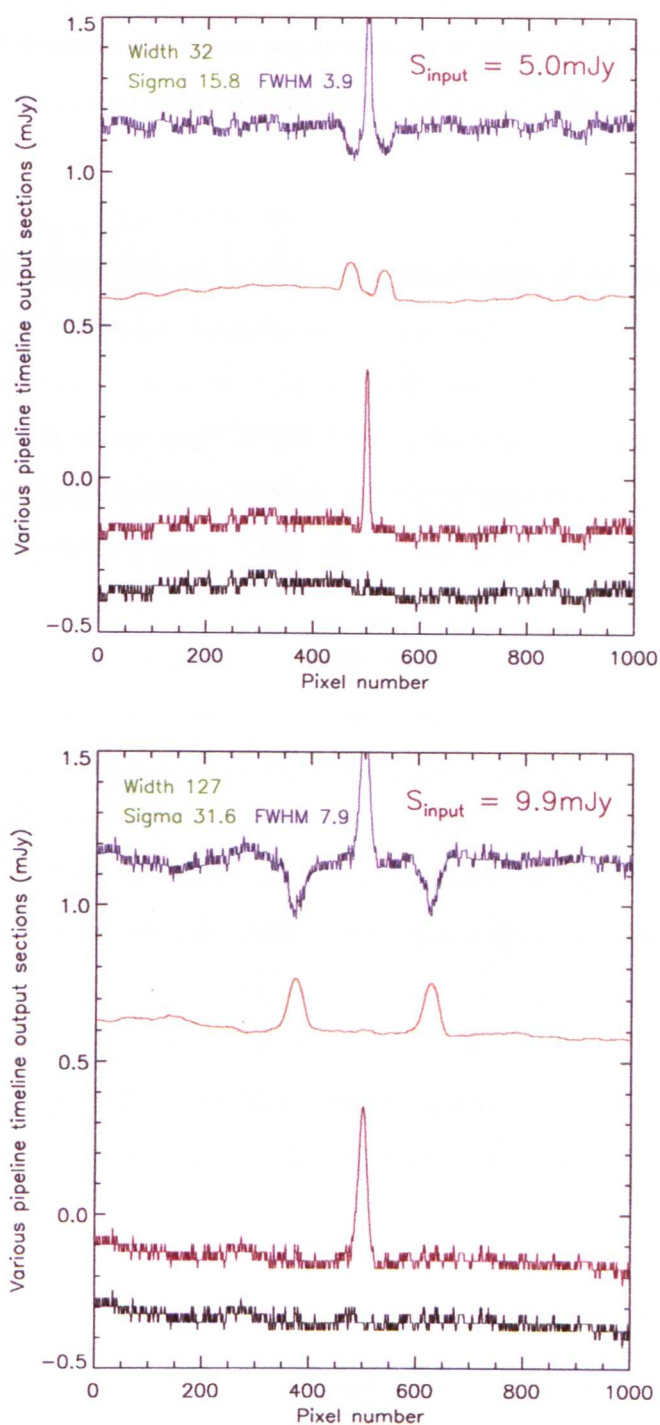 1.5
Width 32
Sigma 15.8 FWHM 3.9
S_input = 5.0mJy
1.0
0.5
0.0
−0.5
Various pipeline timeline output sections (mJy)
0 200 400 600 800 1000
Pixel number
1.5
Width 127
Sigma 31.6 FWHM 7.9
S_input = 9.9mJy
1.0
0.5
0.0
−0.5
Various pipeline timeline output sections (mJy)
0 200 400 600 800 1000
Pixel number